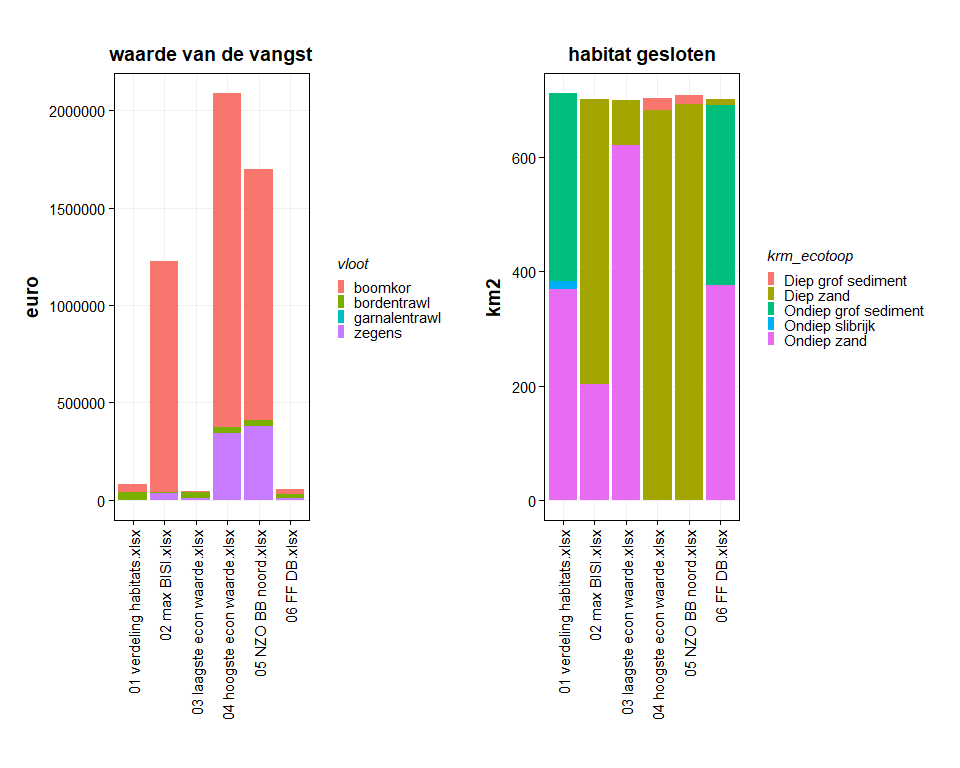 waarde van de vangst
euro
2000000
1500000
1000000
500000
0
01 verdeling habitats.xlsx
02 max BISI.xlsx
03 laagste econ waarde.xlsx
04 hoogste econ waarde.xlsx
05 NZO BB noord.xlsx
06 FF DB.xlsx
vloot
boomkor
bordentrawl
garnalentrawl
zegens
habitat gesloten
km2
600
400
200
0
01 verdeling habitats.xlsx
02 max BISI.xlsx
03 laagste econ waarde.xlsx
04 hoogste econ waarde.xlsx
05 NZO BB noord.xlsx
06 FF DB.xlsx
krm_ecotoop
Diep grof sediment
Diep zand
Ondiep grof sediment
Ondiep slibrijk
Ondiep zand